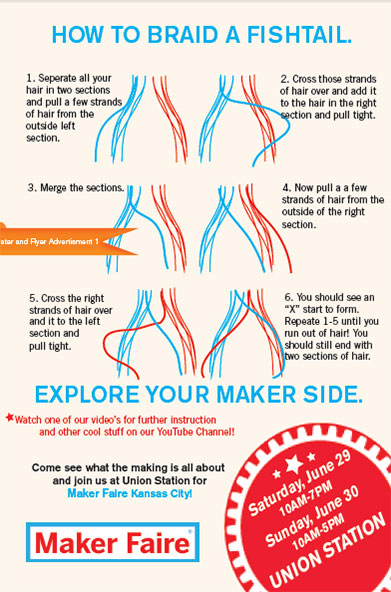 HOW TO BRAID A FISHTAIL.
1. Seperate all your
hair in two sections
and pull a few strands
of hair from the
outside left
section.
2. Cross those strands
of hair over and add it
to the hair in the right
section and pull tight.
3. Merge the sections.
4. Now pull a a few
strands of hair from the
outside of the right
section.
ster and Flyer Advertisment 1
5. Cross the right
strands of hair over
and it to the left
section and
pull tight.
6. You should see an
"X" start to form.
Repeate 1-5 until you
run out of hair! You
should still end with
two sections of hair.
EXPLORE YOUR MAKER SIDE.
Watch one of our video's for further instruction
and other cool stuff on our YouTube Channel!
Come see what the making is all about
and join us at Union Station for
Maker Faire Kansas City!
Maker Faire®
Saturday, June 29
10AM-7PM
Sunday, June 30
10AM-5PM
UNION STATION